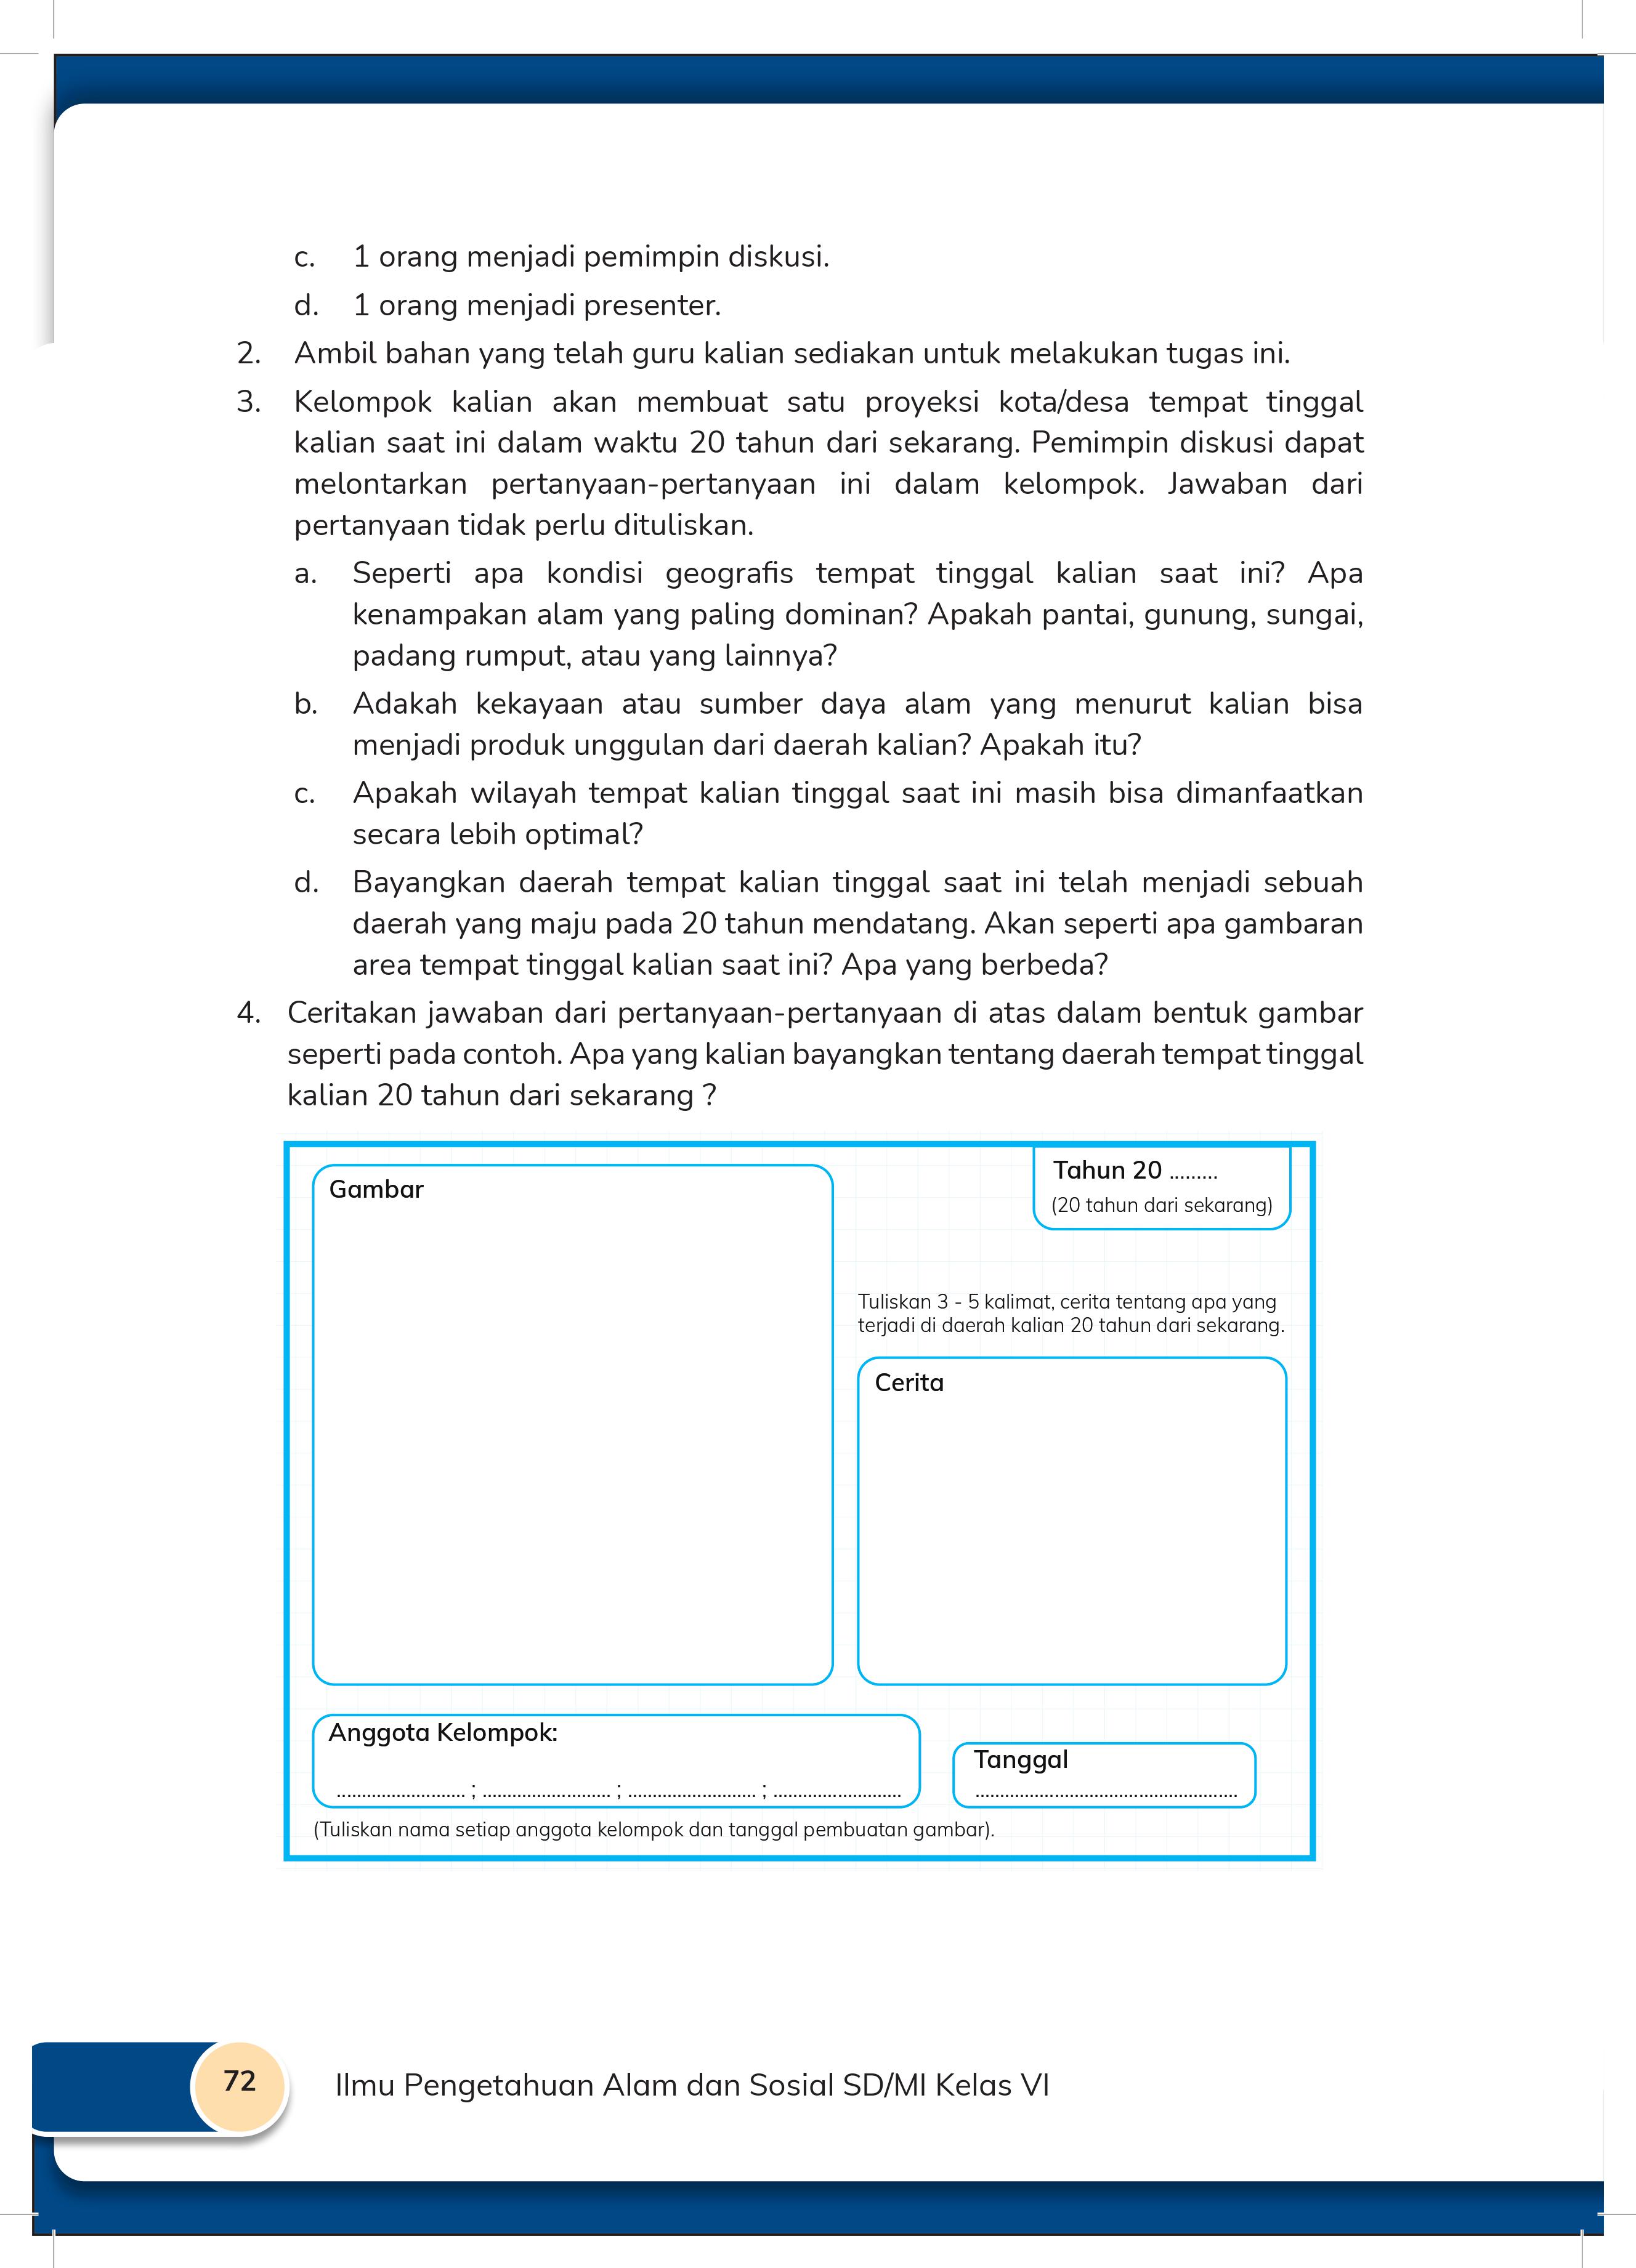 c. 1 orang menjadi pemimpin diskusi.
d. 1 orang menjadi presenter.
2. Ambil bahan yang telah guru kalian sediakan untuk melakukan tugas ini.
3. Kelompok kalian akan membuat satu proyeksi kota/desa tempat tinggal
kalian saat ini dalam waktu 20 tahun dari sekarang. Pemimpin diskusi dapat
melontarkan pertanyaan-pertanyaan ini dalam kelompok. Jawaban dari
pertanyaan tidak perlu dituliskan.
a. Seperti apa kondisi geografis tempat tinggal kalian saat ini? Apa
kenampakan alam yang paling dominan? Apakah pantai, gunung, sungai,
padang rumput, atau yang lainnya?
b. Adakah kekayaan atau sumber daya alam yang menurut kalian bisa
menjadi produk unggulan dari daerah kalian? Apakah itu?
c. Apakah wilayah tempat kalian tinggal saat ini masih bisa dimanfaatkan
secara lebih optimal?
d. Bayangkan daerah tempat kalian tinggal saat ini telah menjadi sebuah
daerah yang maju pada 20 tahun mendatang. Akan seperti apa gambaran
area tempat tinggal kalian saat ini? Apa yang berbeda?
4. Ceritakan jawaban dari pertanyaan-pertanyaan di atas dalam bentuk gambar
seperti pada contoh. Apa yang kalian bayangkan tentang daerah tempat tinggal
kalian 20 tahun dari sekarang ?
Gambar
Tahun 20 .........
(20 tahun dari sekarang)
Tuliskan 3 - 5 kalimat, cerita tentang apa yang
terjadi di daerah kalian 20 tahun dari sekarang.
Cerita
Anggota Kelompok:
.......................... ; .......................... ; .......................... ; ..........................
Tanggal
.....................................................
(Tuliskan nama setiap anggota kelompok dan tanggal pembuatan gambar).
72
Ilmu Pengetahuan Alam dan Sosial SD/MI Kelas VI